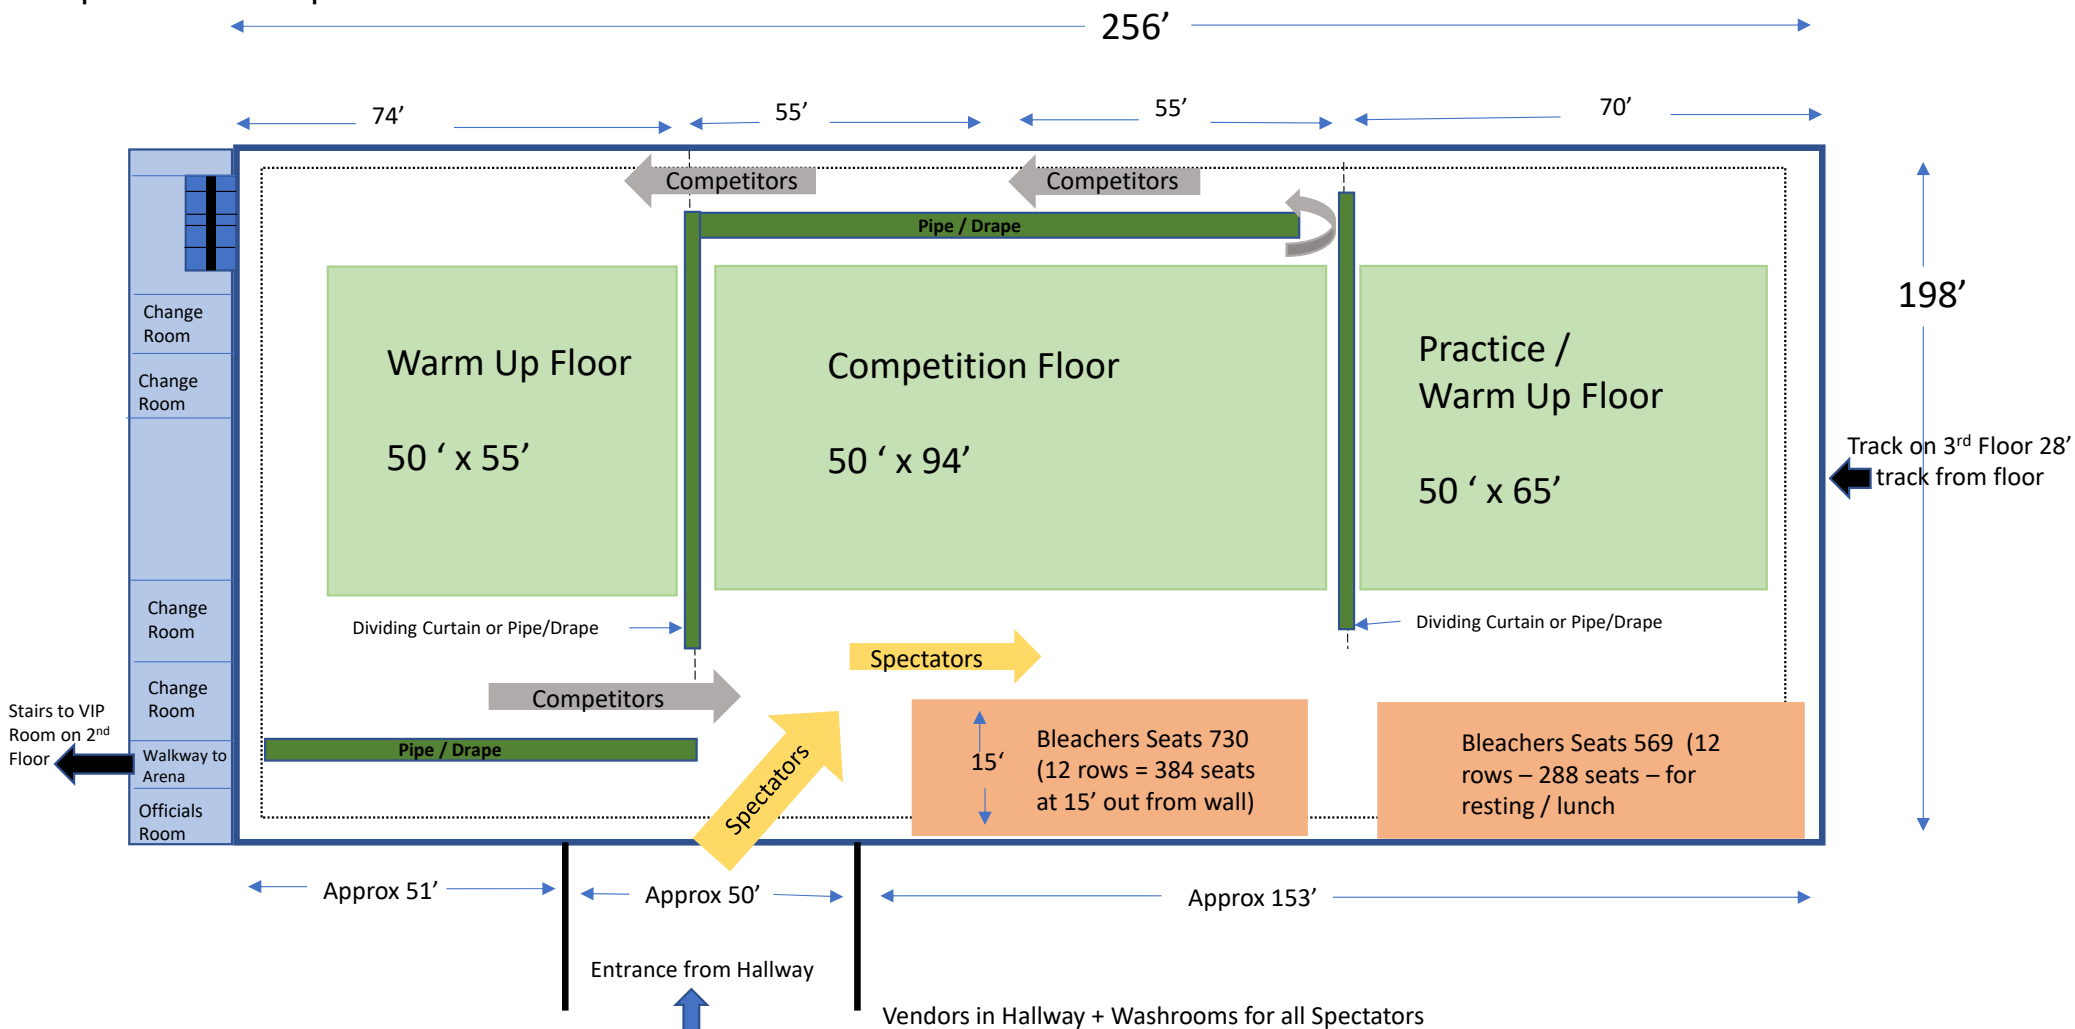 256’
74’
55’
55’
70’
Competitors
Competitors
Pipe / Drape
198’
Change
Room
Change
Room
Warm Up Floor
50 ‘ x 55’
Competition Floor
50 ‘ x 94’
Practice /
Warm Up Floor
50 ‘ x 65’
Track on 3rd Floor 28’
track from floor
Change
Room
Dividing Curtain or Pipe/Drape
Dividing Curtain or Pipe/Drape
Spectators
Change
Room
Competitors
Stairs to VIP
Room on 2nd
Floor
Walkway to
Arena
Pipe / Drape
Spectators
15‘
Bleachers Seats 730
(12 rows = 384 seats
at 15’ out from wall)
Bleachers Seats 569 (12
rows – 288 seats – for
resting / lunch
Officials
Room
Approx 51’
Approx 50’
Approx 153’
Entrance from Hallway
Vendors in Hallway + Washrooms for all Spectators